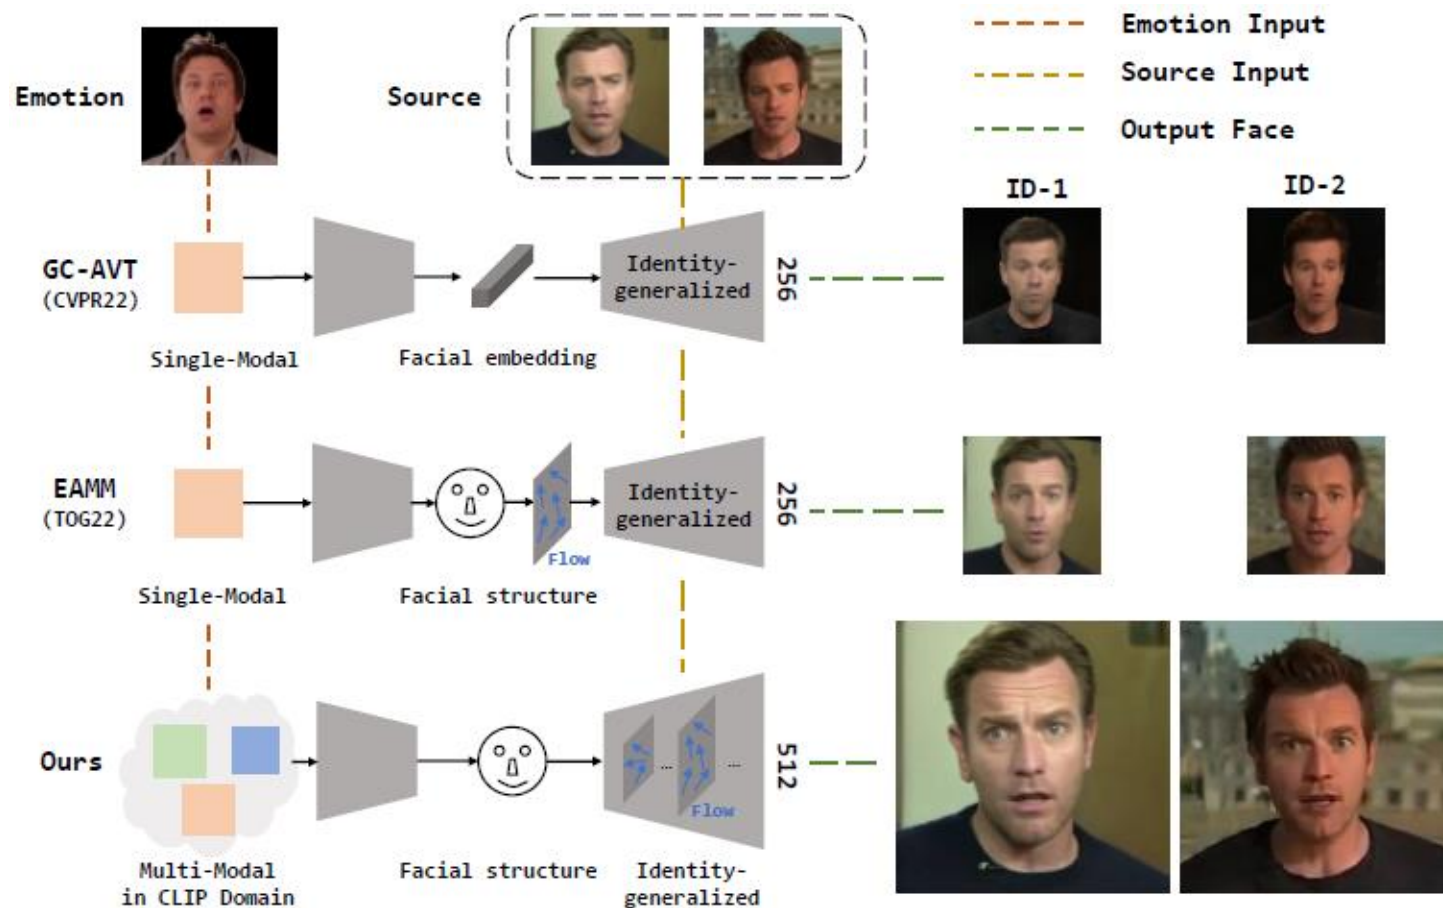 Emotion
Source
Emotion Input
Source Input
Output Face
ID-1
ID-2
GC-AVT
(CVPR22)
Identity-
generalized
256
Single-Modal
Facial embedding
EAMM
(TOG22)
Flow
Identity-
generalized
256
Single-Modal
Facial structure
Ours
...
...
Flow
512
Multi-Modal
in CLIP Domain
Facial structure
Identity-
generalized